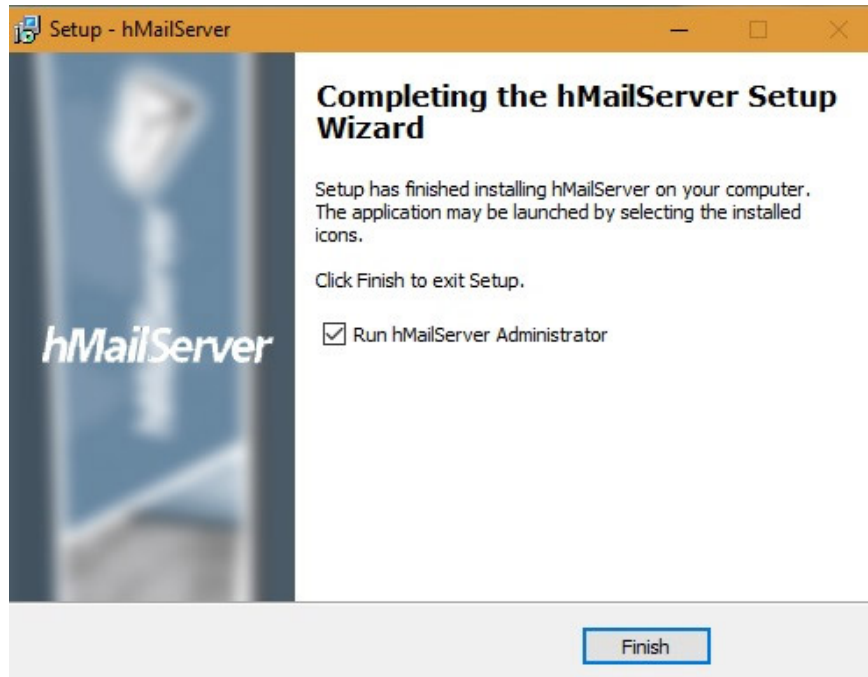 Setup - hMailServer
Completing the hMailServer Setup
Wizard
Setup has finished installing hMailServer on your computer.
The application may be launched by selecting the installed
icons.
Click Finish to exit Setup.
hMailServer
Run hMailServer Administrator
Finish